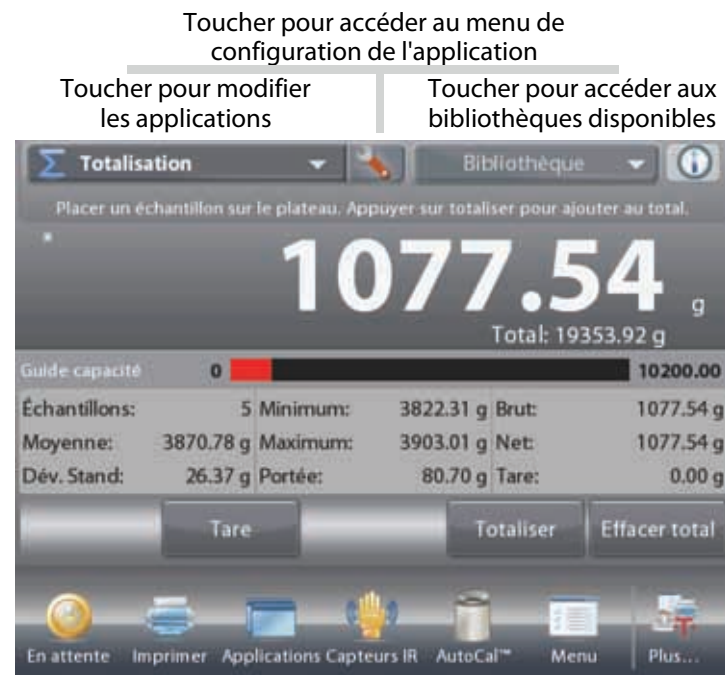 Toucher pour accéder au menu de
configuration de l'application
Toucher pour modifier
les applications
Toucher pour accéder aux
bibliothèques disponibles
Totalisation
Bibliothèque
Placer un échantillon sur le plateau. Appuyer sur totaliser pour ajouter au total.
1077.54 g
Total: 19353.92 g
Guide capacité 0 10200.00
Échantillons: 5 Minimum: 3822.31 g Brut: 1077.54 g
Moyenne: 3870.78 g Maximum: 3903.01 g Net: 1077.54 g
Dév. Stand: 26.37 g Portée: 80.70 g Tare: 0.00 g
Tare Totaliser Effacer total
En attente Imprimer Applications Capteurs IR AutoCal™ Menu Plus...